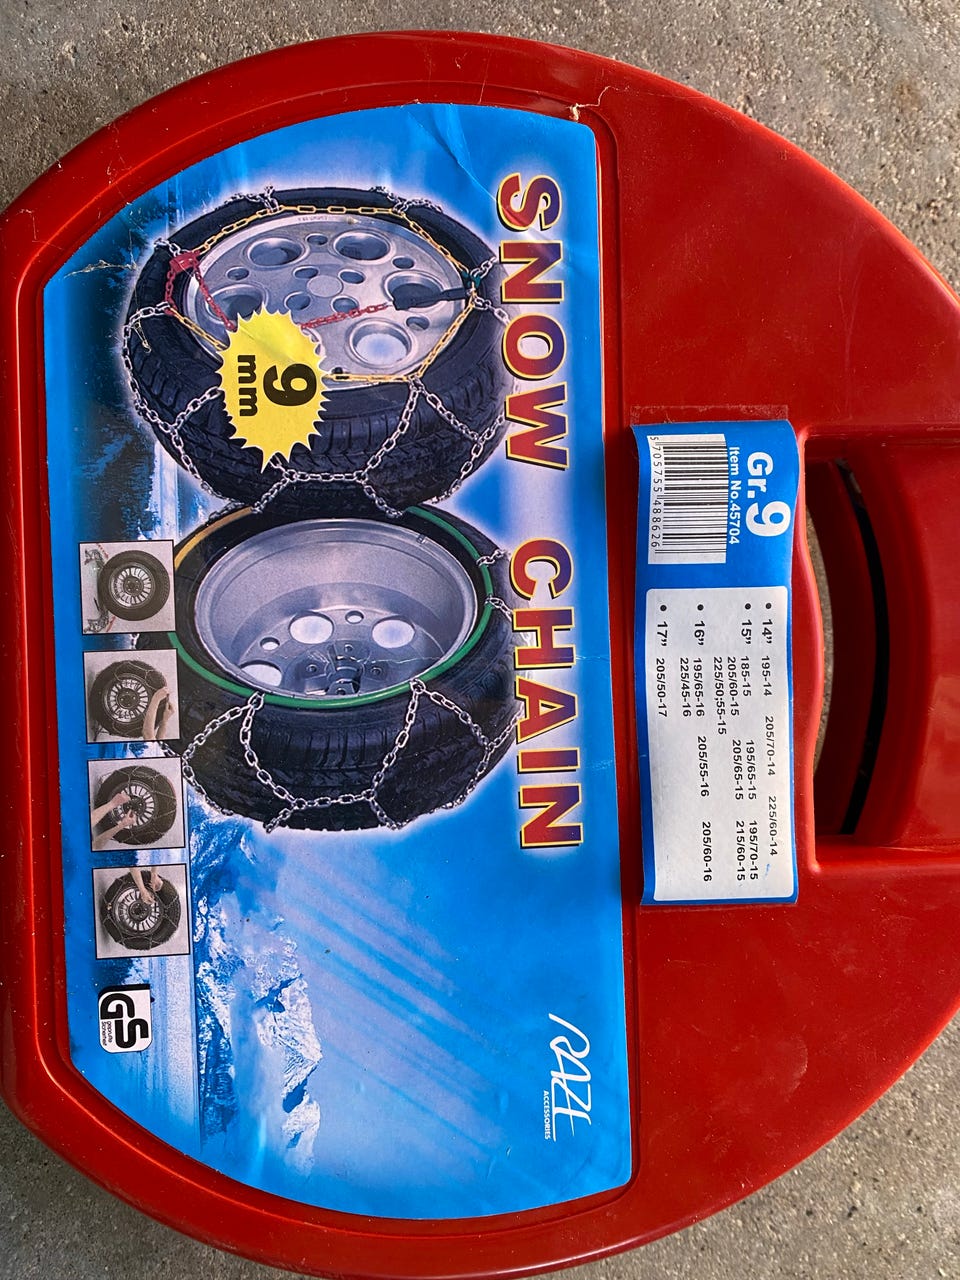 SNOW CHAIN
9
mm
Gr.9
Item No.45704
5 705755 488626
• 14” 195-14 205/70-14 225/60-14
• 15” 185-15 195/65-15 195/70-15
205/60-15 205/65-15 215/60-15
225/50;55-15
• 16” 195/65-16 205/55-16 205/60-16
225/45-16
• 17” 205/50-17
RAZE
ACCESSORIES
GS
geprüfte
Sicherheit